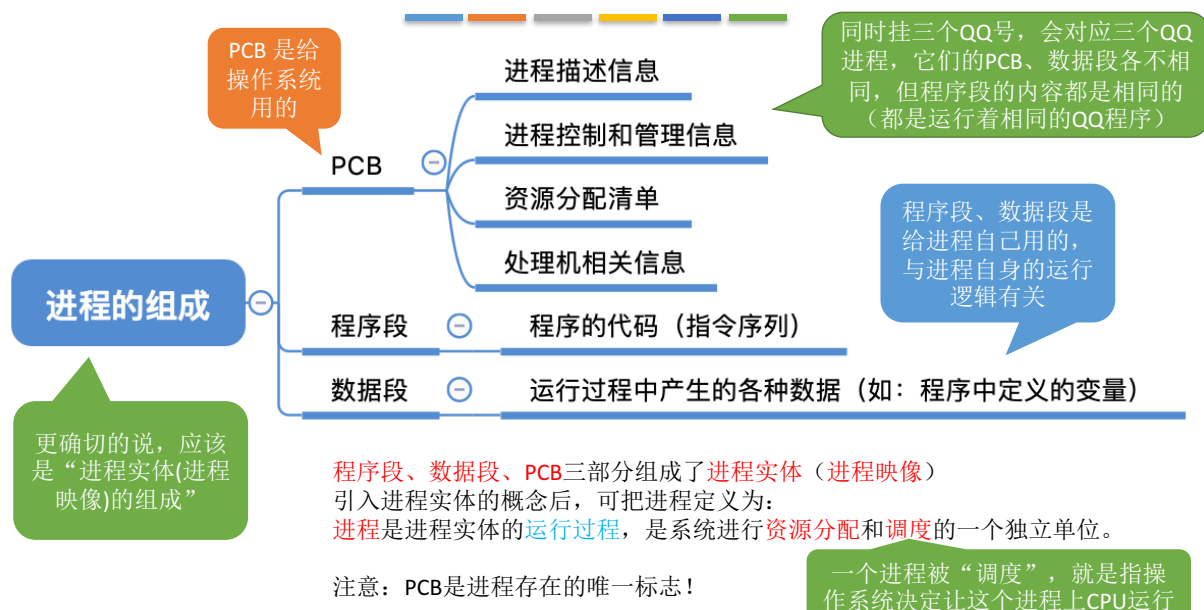 PCB 是给
操作系统
用的
同时挂三个QQ号，会对应三个QQ
进程，它们的PCB、数据段各不相
同，但程序段的内容都是相同的
（都是运行着相同的QQ程序）
进程描述信息
进程控制和管理信息
PCB
资源分配清单
处理机相关信息
程序段、数据段是
给进程自己用的，
与进程自身的运行
逻辑有关
进程的组成
程序段
程序的代码（指令序列）
数据段
运行过程中产生的各种数据（如：程序中定义的变量）
更确切的说，应该
是“进程实体(进程
映像)的组成”
程序段、数据段、PCB三部分组成了进程实体（进程映像）
引入进程实体的概念后，可把进程定义为：
进程是进程实体的运行过程，是系统进行资源分配和调度的一个独立单位。
注意：PCB是进程存在的唯一标志！
一个进程被“调度”，就是指操
作系统决定让这个进程上CPU运行